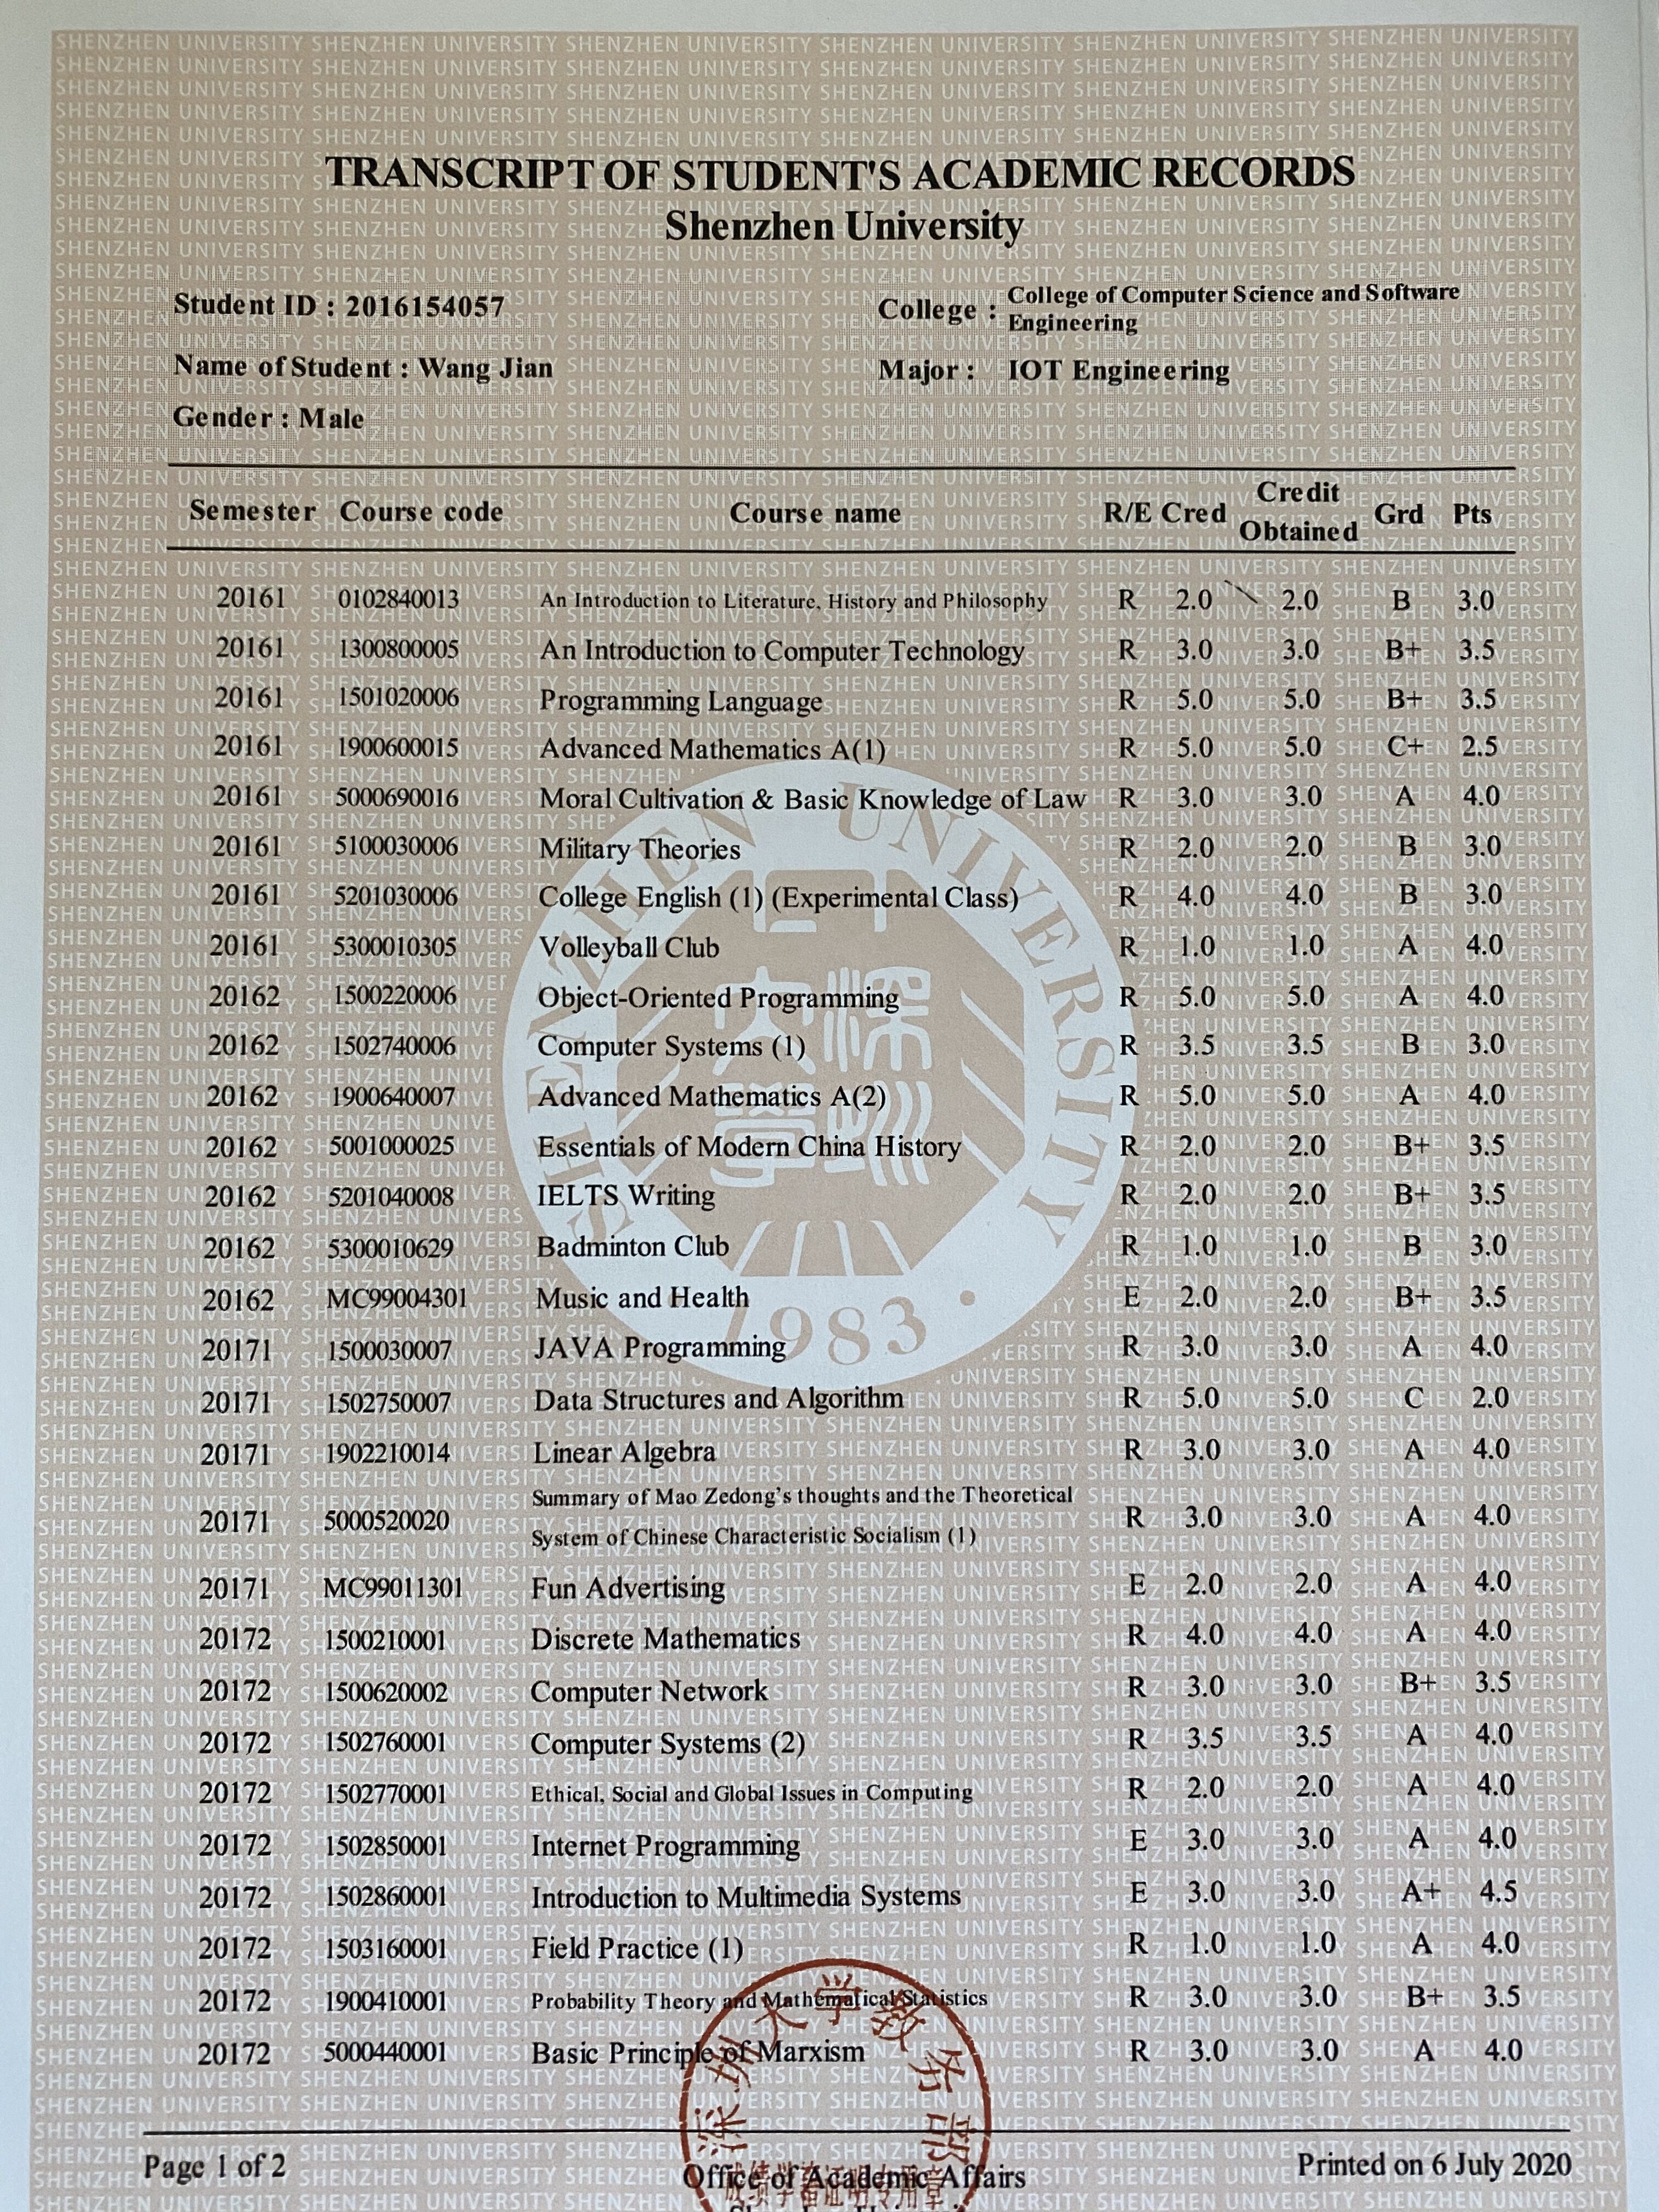 TRANSCRIPT OF STUDENT'S ACADEMIC RECORDS
Shenzhen University
Student ID : 2016154057
College : College of Computer Science and Software
Engineering
Name of Student : Wang Jian
Major : IOT Engineering
Gender : Male
Semester Course code Course name R/E Cred Credit Obtained Grd Pts
20161 0102840013 An Introduction to Literature, History and Philosophy R 2.0 2.0 B 3.0
20161 1300800005 An Introduction to Computer Technology R 3.0 3.0 B+ 3.5
20161 1501020006 Programming Language R 5.0 5.0 B+ 3.5
20161 1900600015 Advanced Mathematics A(1) R 5.0 5.0 C+ 2.5
20161 5000690016 Moral Cultivation & Basic Knowledge of Law R 3.0 3.0 A 4.0
20161 5100030006 Military Theories R 2.0 2.0 B 3.0
20161 5201030006 College English (1) (Experimental Class) R 4.0 4.0 B 3.0
20161 5300010305 Volleyball Club R 1.0 1.0 A 4.0
20162 1500220006 Object-Oriented Programming R 5.0 5.0 A 4.0
20162 1502740006 Computer Systems (1) R 3.5 3.5 B 3.0
20162 1900640007 Advanced Mathematics A(2) R 5.0 5.0 A 4.0
20162 5001000025 Essentials of Modern China History R 2.0 2.0 B+ 3.5
20162 5201040008 IELTS Writing R 2.0 2.0 B+ 3.5
20162 5300010629 Badminton Club R 1.0 1.0 B 3.0
20162 MC99004301 Music and Health E 2.0 2.0 B+ 3.5
20171 1500030007 JAVA Programming R 3.0 3.0 A 4.0
20171 1502750007 Data Structures and Algorithm R 5.0 5.0 C 2.0
20171 1902210014 Linear Algebra R 3.0 3.0 A 4.0
Summary of Mao Zedong's thoughts and the Theoretical
20171 5000520020 System of Chinese Characteristic Socialism (1) R 3.0 3.0 A 4.0
20171 MC99011301 Fun Advertising E 2.0 2.0 A 4.0
20172 1500210001 Discrete Mathematics R 4.0 4.0 A 4.0
20172 1500620002 Computer Network R 3.0 3.0 B+ 3.5
20172 1502760001 Computer Systems (2) R 3.5 3.5 A 4.0
20172 1502770001 Ethical, Social and Global Issues in Computing R 2.0 2.0 A 4.0
20172 1502850001 Internet Programming E 3.0 3.0 A 4.0
20172 1502860001 Introduction to Multimedia Systems E 3.0 3.0 A+ 4.5
20172 1503160001 Field Practice (1) R 1.0 1.0 A 4.0
20172 1900410001 Probability Theory and Mathematical Statistics R 3.0 3.0 B+ 3.5
20172 5000440001 Basic Principle of Marxism R 3.0 3.0 A 4.0
SHENZHEN UNIVERSITY
1983
深圳大学教务部
成绩学籍证明专用章
Page 1 of 2
Office of Academic Affairs
Printed on 6 July 2020